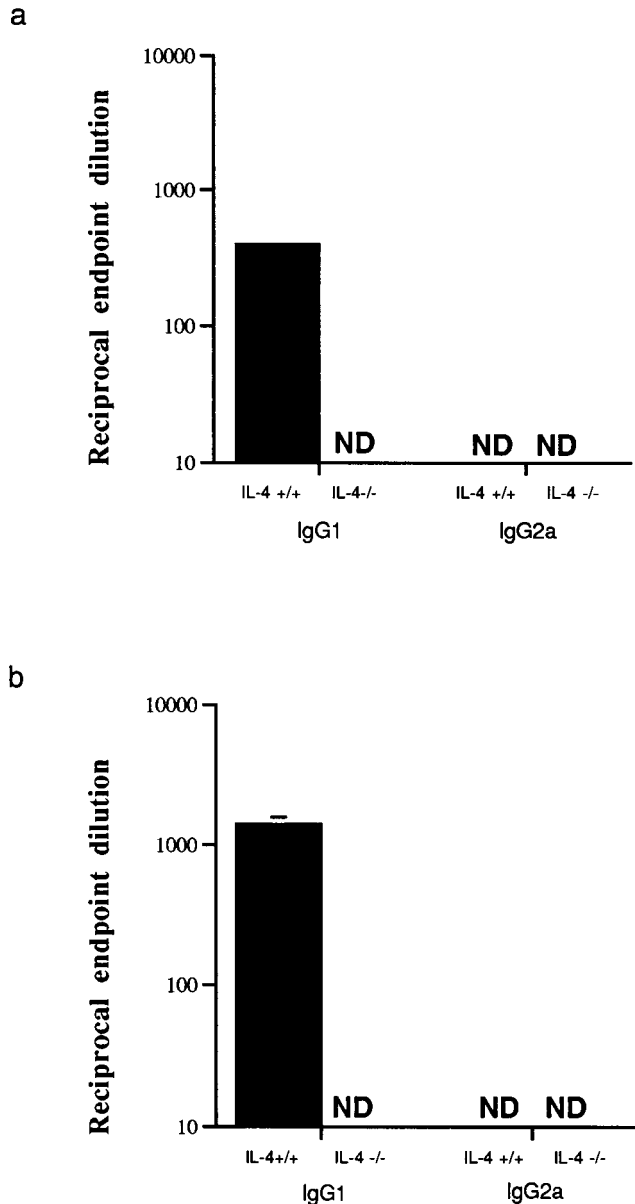 a
Reciprocal endpoint dilution
10000
1000
100
10
ND
ND ND
IL-4 +/+ IL-4-/- IL-4 +/+ IL-4 -/-
IgG1 IgG2a
b
Reciprocal endpoint dilution
10000
1000
100
10
ND
ND ND
IL-4+/+ IL-4 -/- IL-4 +/+ IL-4 -/-
IgG1 IgG2a